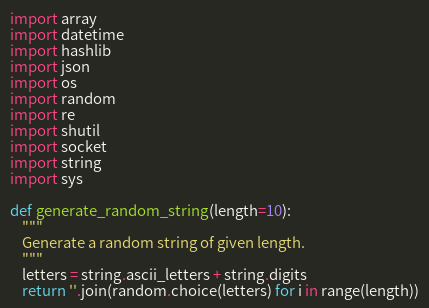 import array
import datetime
import hashlib
import json
import os
import random
import re
import shutil
import socket
import string
import sys

def generate_random_string(length=10):
    """
    Generate a random string of given length.
    """
    letters = string.ascii_letters + string.digits
    return ''.join(random.choice(letters) for i in range(length))